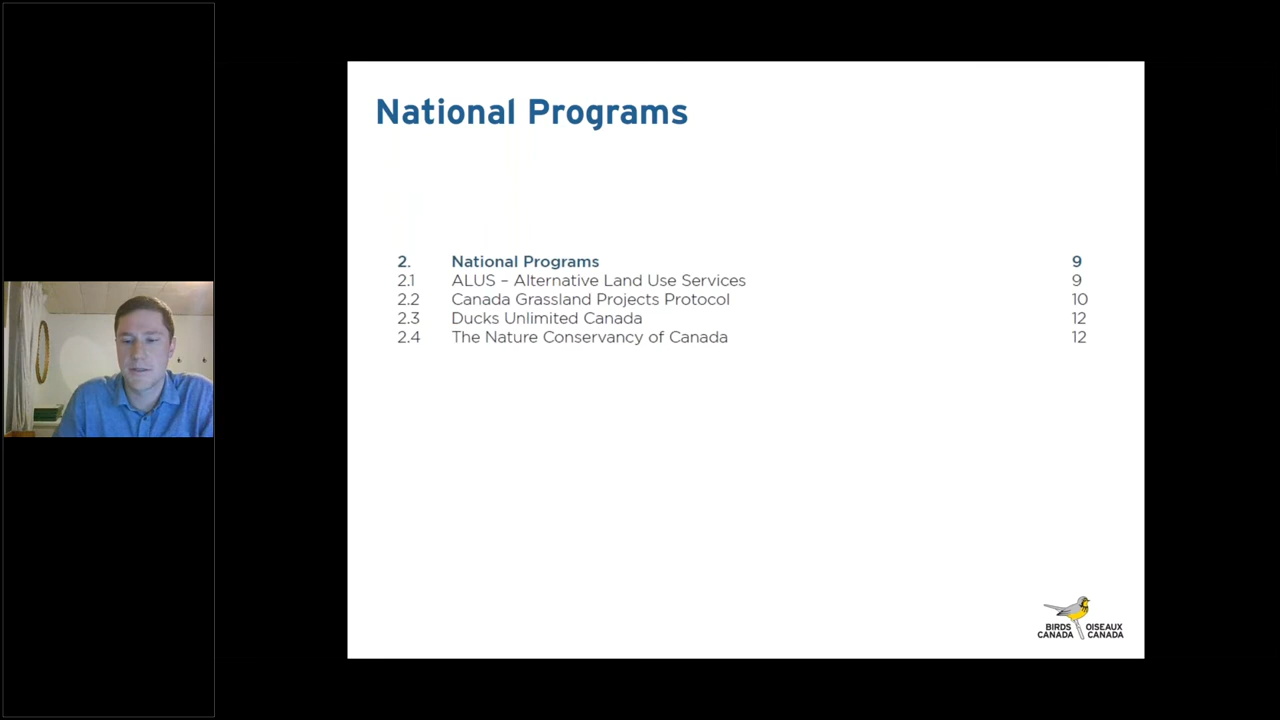 National Programs
2. National Programs 9
2.1 ALUS – Alternative Land Use Services 9
2.2 Canada Grassland Projects Protocol 10
2.3 Ducks Unlimited Canada 12
2.4 The Nature Conservancy of Canada 12
BIRDS OISEAUX
CANADA CANADA